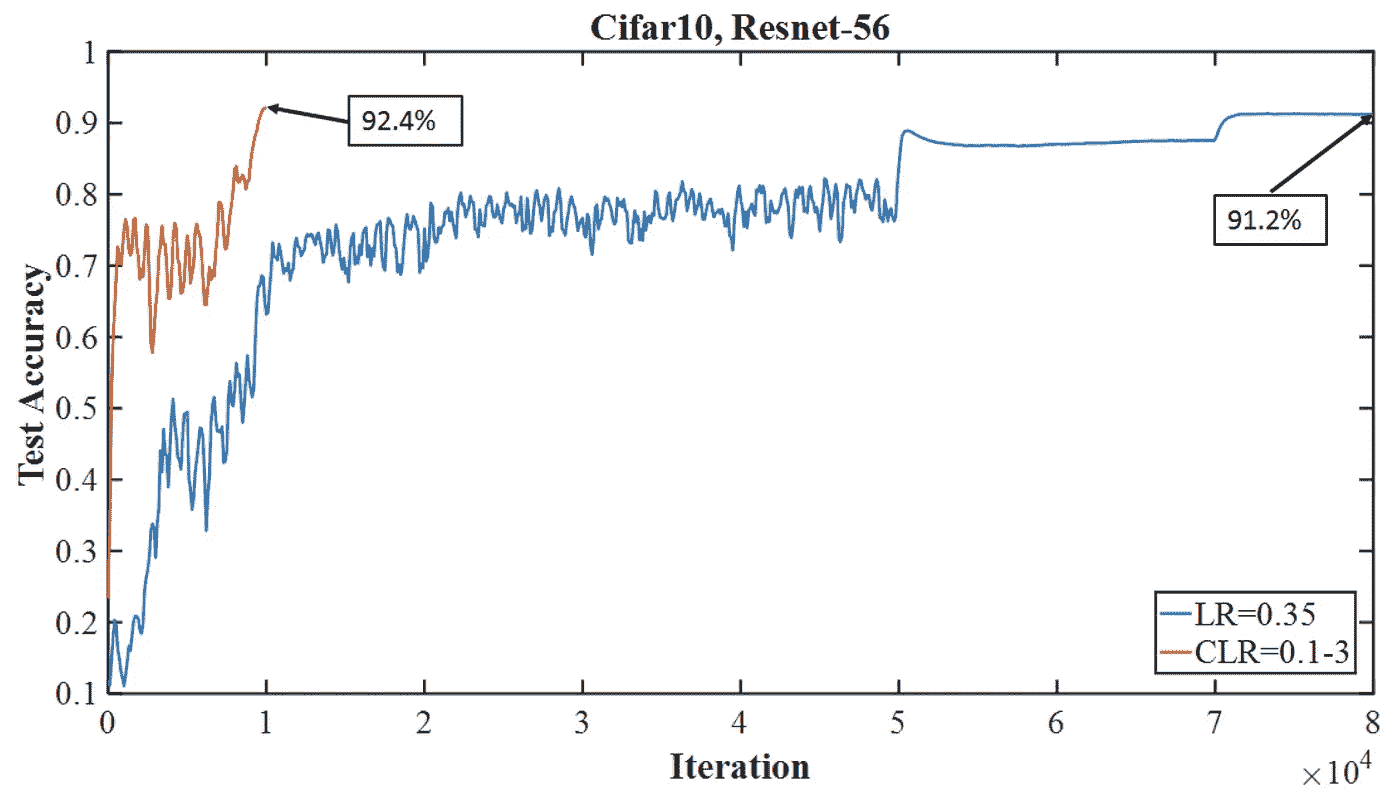 Cifar10, Resnet-56
1
0.9
0.8
0.7
0.6
0.5
0.4
0.3
0.2
0.1
Test Accuracy
92.4%
91.2%
LR=0.35
CLR=0.1-3
0 1 2 3 4 5 6 7 8
Iteration
×10⁴